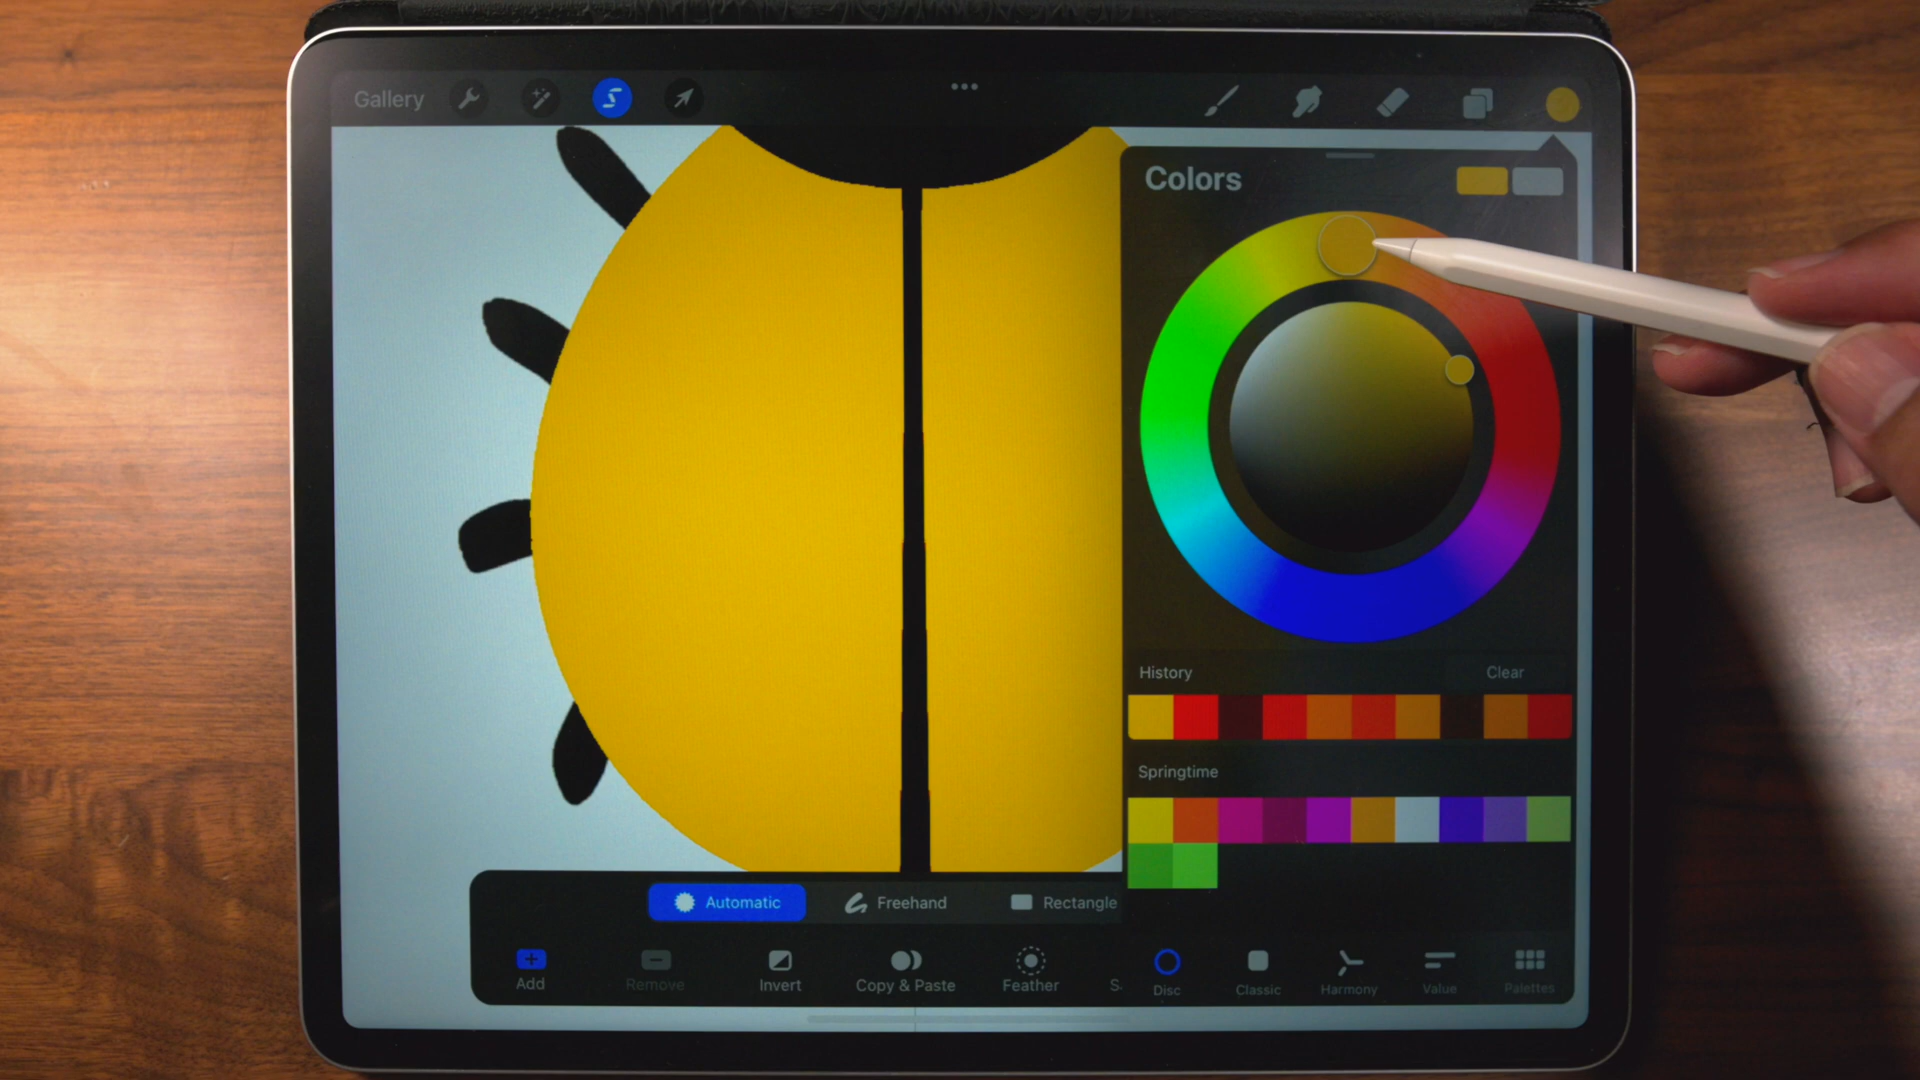 Gallery
Colors
History
Clear
Springtime
Automatic
Freehand
Rectangle
Add
Remove
Invert
Copy & Paste
Feather
Disc
Classic
Harmony
Value
Palettes